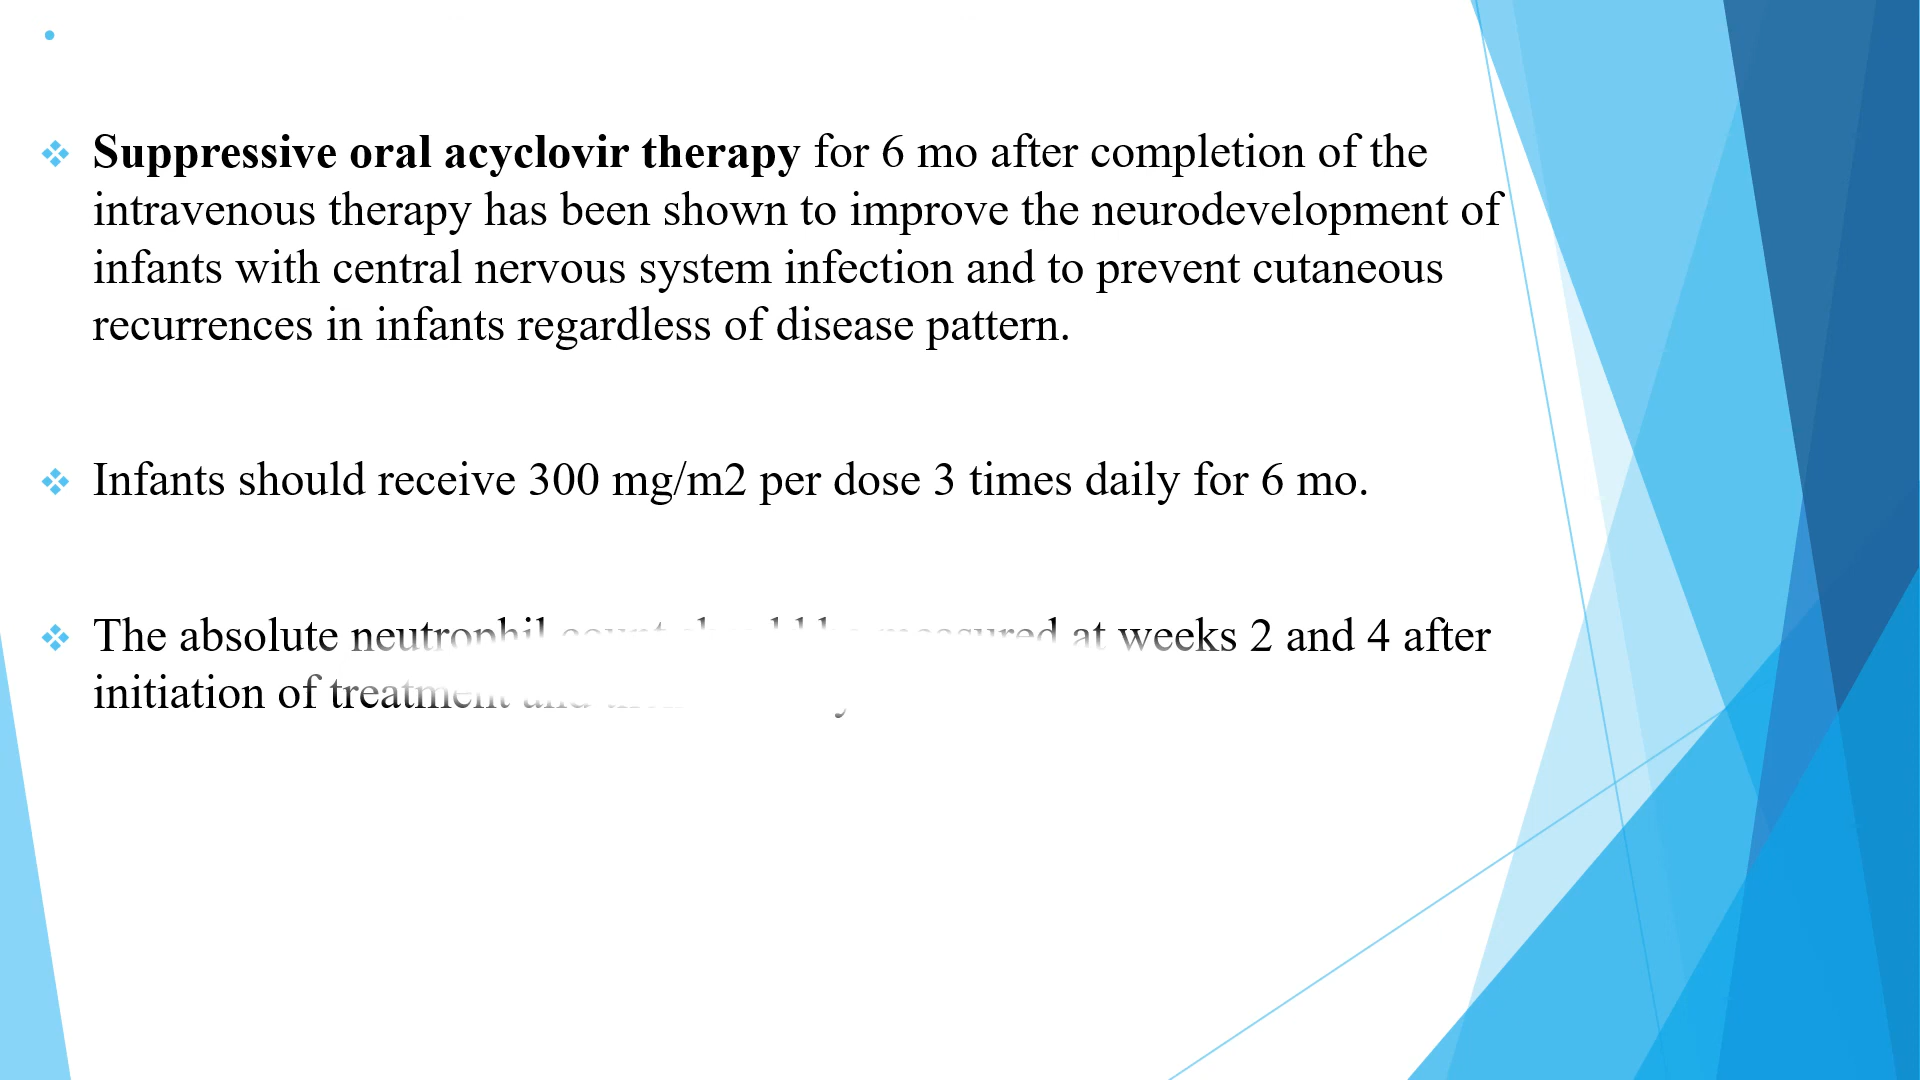 Suppressive oral acyclovir therapy for 6 mo after completion of the
intravenous therapy has been shown to improve the neurodevelopment of
infants with central nervous system infection and to prevent cutaneous
recurrences in infants regardless of disease pattern.
Infants should receive 300 mg/m2 per dose 3 times daily for 6 mo.
The absolute neutrophil count should be measured at weeks 2 and 4 after
initiation of treatment and